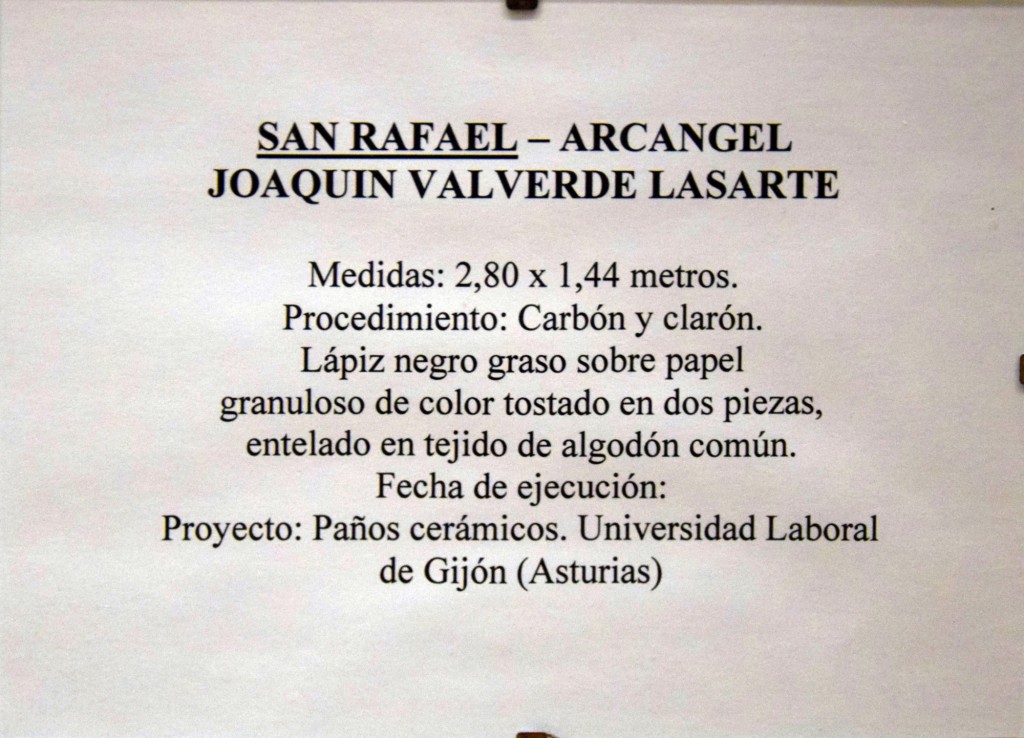 SAN RAFAEL – ARCANGEL
JOAQUIN VALVERDE LASARTE
Medidas: 2,80 x 1,44 metros.
Procedimiento: Carbón y clarón.
Lápiz negro graso sobre papel
granuloso de color tostado en dos piezas,
entelado en tejido de algodón común.
Fecha de ejecución:
Proyecto: Paños cerámicos. Universidad Laboral
de Gijón (Asturias)